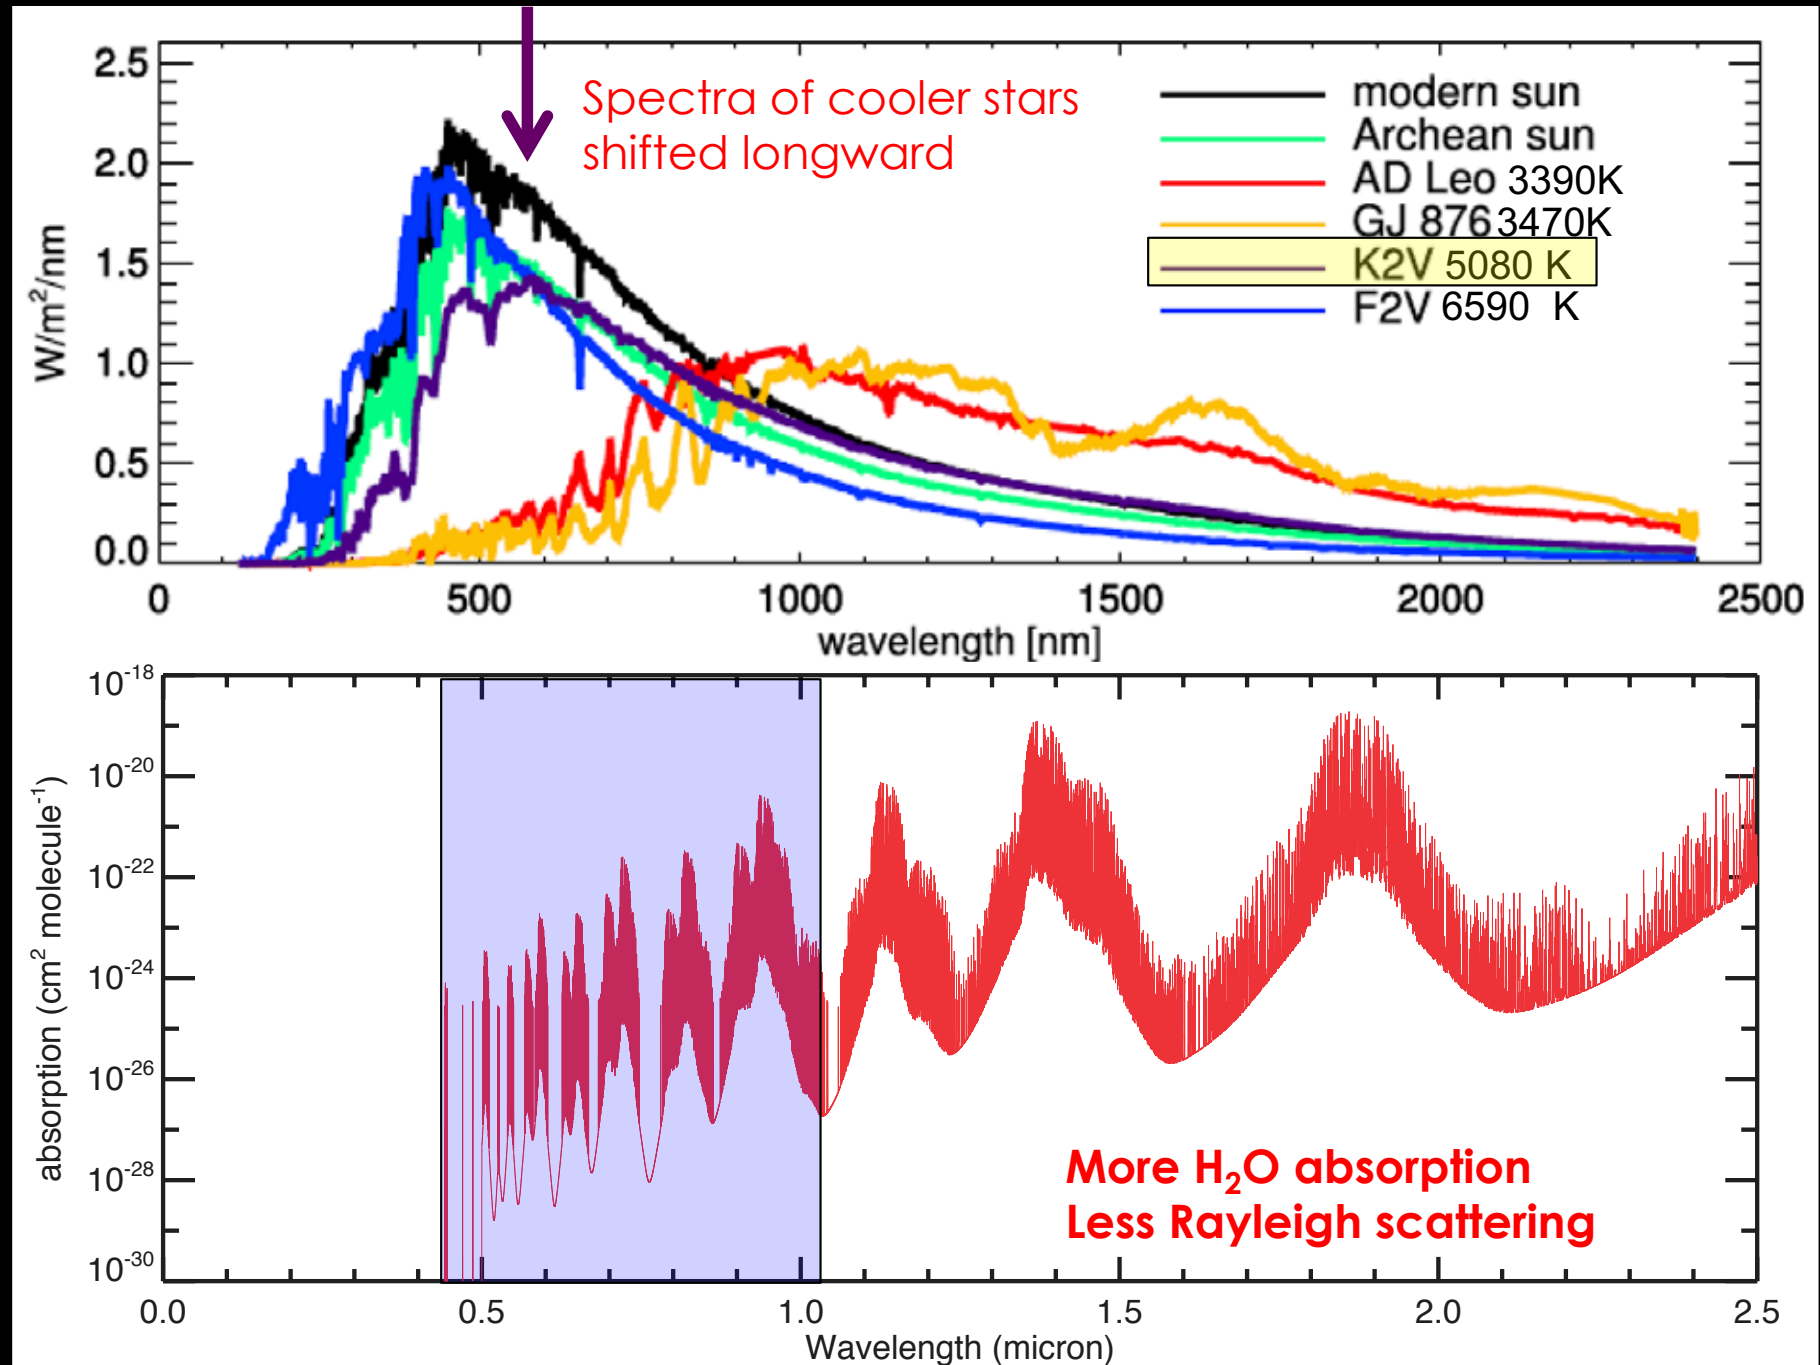 Spectra of cooler stars
shifted longward
modern sun
Archean sun
AD Leo 3390K
GJ 876 3470K
K2V 5080 K
F2V 6590 K
W/m²/nm
2.5
2.0
1.5
1.0
0.5
0.0
0 500 1000 1500 2000 2500
wavelength [nm]
absorption (cm² molecule⁻¹)
10⁻¹⁸
10⁻²⁰
10⁻²²
10⁻²⁴
10⁻²⁶
10⁻²⁸
10⁻³⁰
More H₂O absorption
Less Rayleigh scattering
0.0 0.5 1.0 1.5 2.0 2.5
Wavelength (micron)